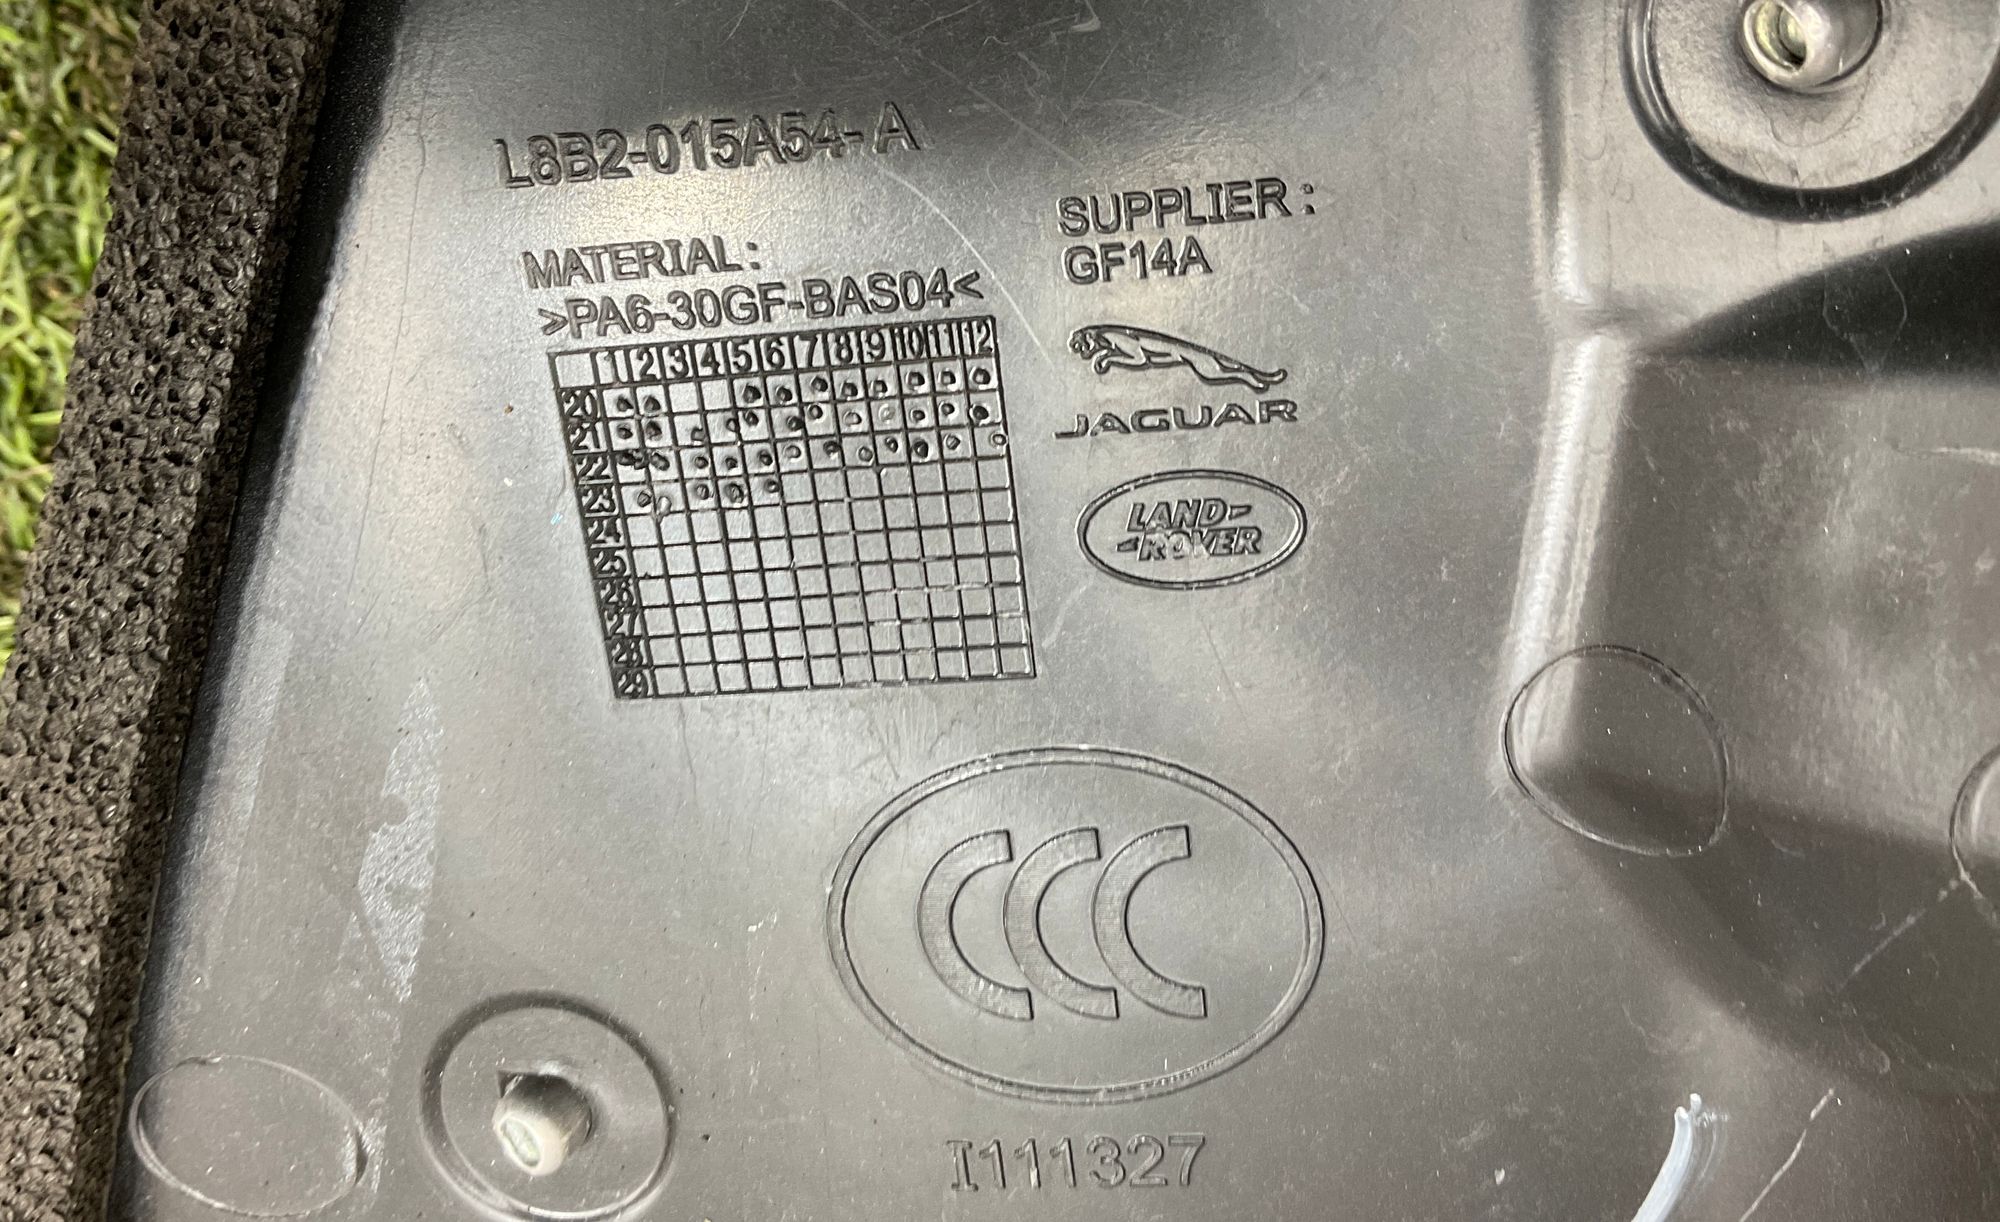 L8B2-015A54-A
MATERIAL:
>PA6-30GF-BAS04<
1 2 3 4 5 6 7 8 9 10 11 12
20
21
22
23
24
25
26
27
28
29
SUPPLIER:
GF14A
JAGUAR
LAND-
-ROVER
CCC
I111327